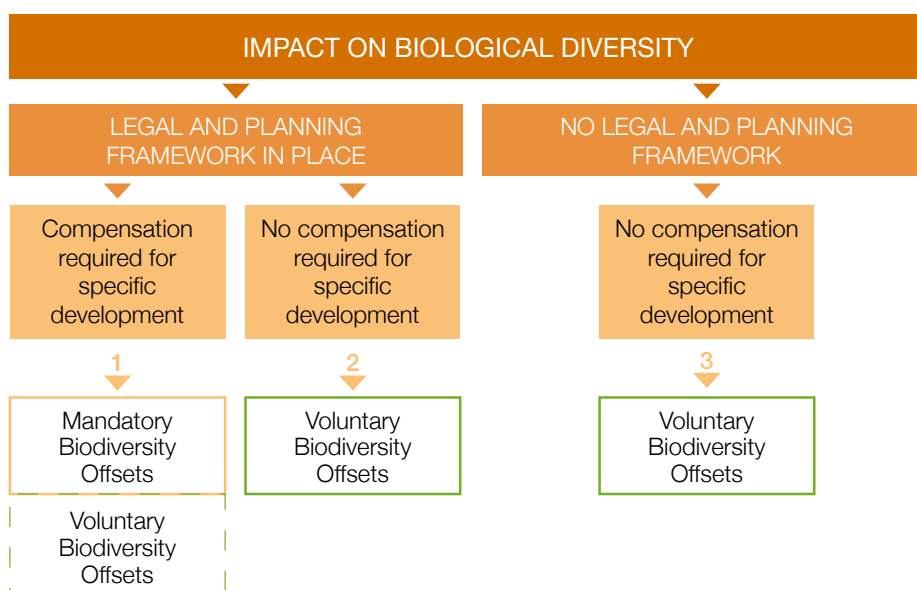 IMPACT ON BIOLOGICAL DIVERSITY
LEGAL AND PLANNING
FRAMEWORK IN PLACE
NO LEGAL AND PLANNING
FRAMEWORK
Compensation
required for
specific
development
No compensation
required for
specific
development
No compensation
required for
specific
development
1
2
3
Mandatory
Biodiversity
Offsets
Voluntary
Biodiversity
Offsets
Voluntary
Biodiversity
Offsets
Voluntary
Biodiversity
Offsets